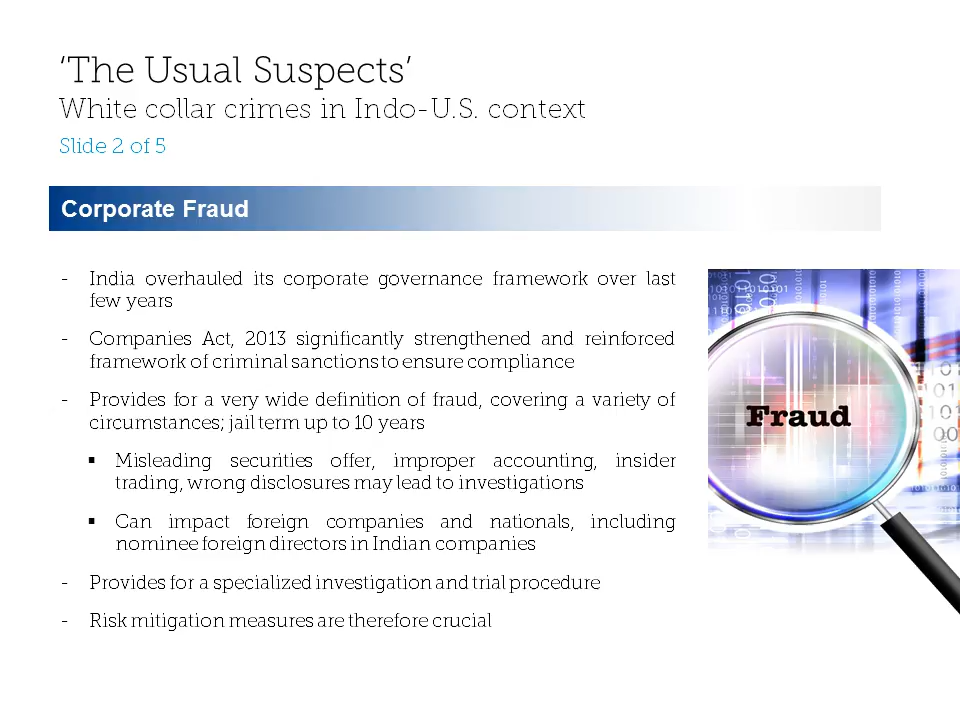 ‘The Usual Suspects’
White collar crimes in Indo-U.S. context
Slide 2 of 5
Corporate Fraud
- India overhauled its corporate governance framework over last
few years
- Companies Act, 2013 significantly strengthened and reinforced
framework of criminal sanctions to ensure compliance
- Provides for a very wide definition of fraud, covering a variety of
circumstances; jail term up to 10 years
▪ Misleading securities offer, improper accounting, insider
trading, wrong disclosures may lead to investigations
▪ Can impact foreign companies and nationals, including
nominee foreign directors in Indian companies
- Provides for a specialized investigation and trial procedure
- Risk mitigation measures are therefore crucial
Fraud